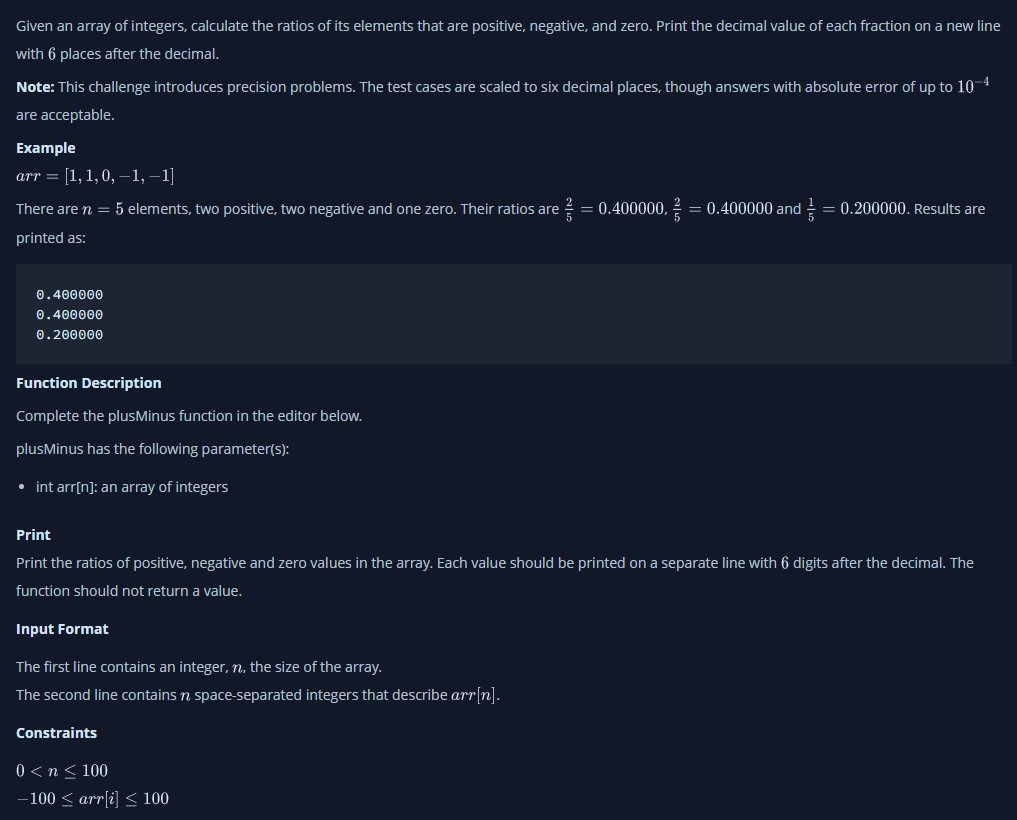 Given an array of integers, calculate the ratios of its elements that are positive, negative, and zero. Print the decimal value of each fraction on a new line
with 6 places after the decimal.
Note: This challenge introduces precision problems. The test cases are scaled to six decimal places, though answers with absolute error of up to 10⁻⁴
are acceptable.
Example
arr = [1, 1, 0, −1, −1]
There are n = 5 elements, two positive, two negative and one zero. Their ratios are 2/5 = 0.400000, 2/5 = 0.400000 and 1/5 = 0.200000. Results are
printed as:
0.400000
0.400000
0.200000
Function Description
Complete the plusMinus function in the editor below.
plusMinus has the following parameter(s):
• int arr[n]: an array of integers
Print
Print the ratios of positive, negative and zero values in the array. Each value should be printed on a separate line with 6 digits after the decimal. The
function should not return a value.
Input Format
The first line contains an integer, n, the size of the array.
The second line contains n space-separated integers that describe arr[n].
Constraints
0 < n ≤ 100
−100 ≤ arr[i] ≤ 100